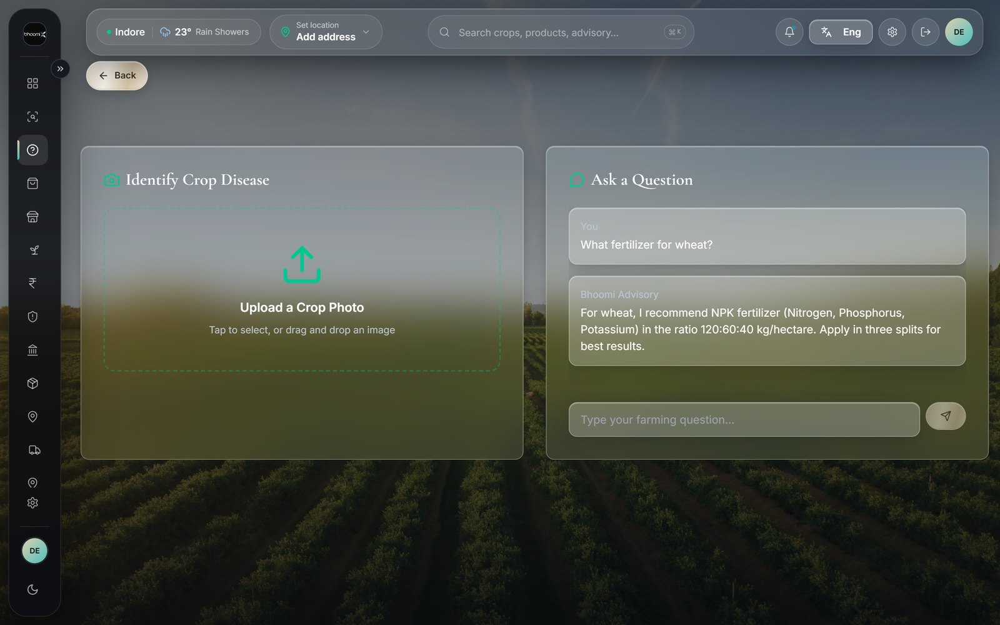 bhoomiX
Indore
23° Rain Showers
Set location
Add address
Search crops, products, advisory...
⌘ K
Eng
DE
Back
Identify Crop Disease
Upload a Crop Photo
Tap to select, or drag and drop an image
Ask a Question
You
What fertilizer for wheat?
Bhoomi Advisory
For wheat, I recommend NPK fertilizer (Nitrogen, Phosphorus,
Potassium) in the ratio 120:60:40 kg/hectare. Apply in three splits for
best results.
Type your farming question...
DE